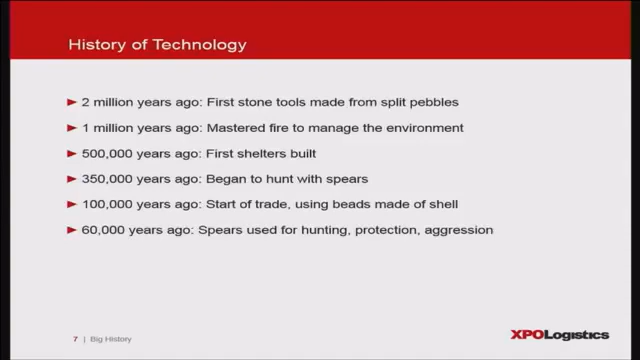 History of Technology
2 million years ago: First stone tools made from split pebbles
1 million years ago: Mastered fire to manage the environment
500,000 years ago: First shelters built
350,000 years ago: Began to hunt with spears
100,000 years ago: Start of trade, using beads made of shell
60,000 years ago: Spears used for hunting, protection, aggression
7 | Big History
XPOLogistics